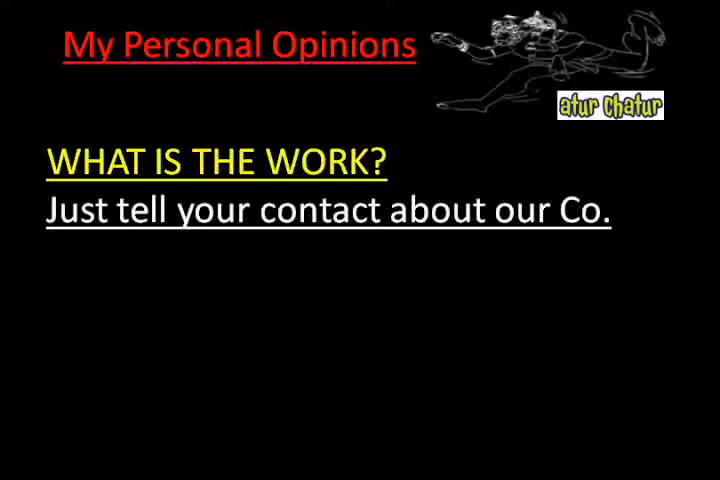 My Personal Opinions
atur Chatur
WHAT IS THE WORK?
Just tell your contact about our Co.